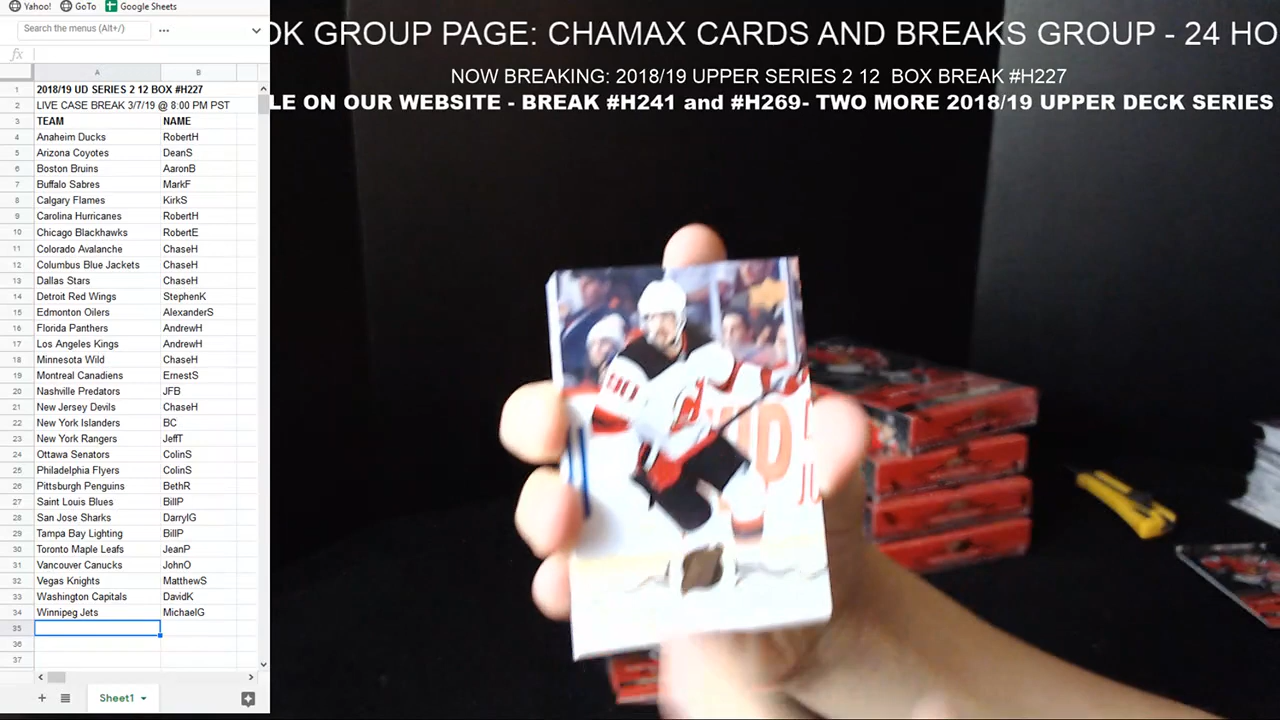 Yahoo! GoTo Google Sheets
Search the menus (Alt+/)
fx
A B
1 2018/19 UD SERIES 2 12 BOX #H227
2 LIVE CASE BREAK 3/7/19 @ 8:00 PM PST
3 TEAM NAME
4 Anaheim Ducks RobertH
5 Arizona Coyotes DeanS
6 Boston Bruins AaronB
7 Buffalo Sabres MarkF
8 Calgary Flames KirkS
9 Carolina Hurricanes RobertH
10 Chicago Blackhawks RobertE
11 Colorado Avalanche ChaseH
12 Columbus Blue Jackets ChaseH
13 Dallas Stars ChaseH
14 Detroit Red Wings StephenK
15 Edmonton Oilers AlexanderS
16 Florida Panthers AndrewH
17 Los Angeles Kings AndrewH
18 Minnesota Wild ChaseH
19 Montreal Canadiens ErnestS
20 Nashville Predators JFB
21 New Jersey Devils ChaseH
22 New York Islanders BC
23 New York Rangers JeffT
24 Ottawa Senators ColinS
25 Philadelphia Flyers ColinS
26 Pittsburgh Penguins BethR
27 Saint Louis Blues BillP
28 San Jose Sharks DarrylG
29 Tampa Bay Lighting BillP
30 Toronto Maple Leafs JeanP
31 Vancouver Canucks JohnO
32 Vegas Knights MatthewS
33 Washington Capitals DavidK
34 Winnipeg Jets MichaelG
35
36
37
Sheet1
OK GROUP PAGE: CHAMAX CARDS AND BREAKS GROUP - 24 HO
NOW BREAKING: 2018/19 UPPER SERIES 2 12 BOX BREAK #H227
LE ON OUR WEBSITE - BREAK #H241 and #H269- TWO MORE 2018/19 UPPER DECK SERIES